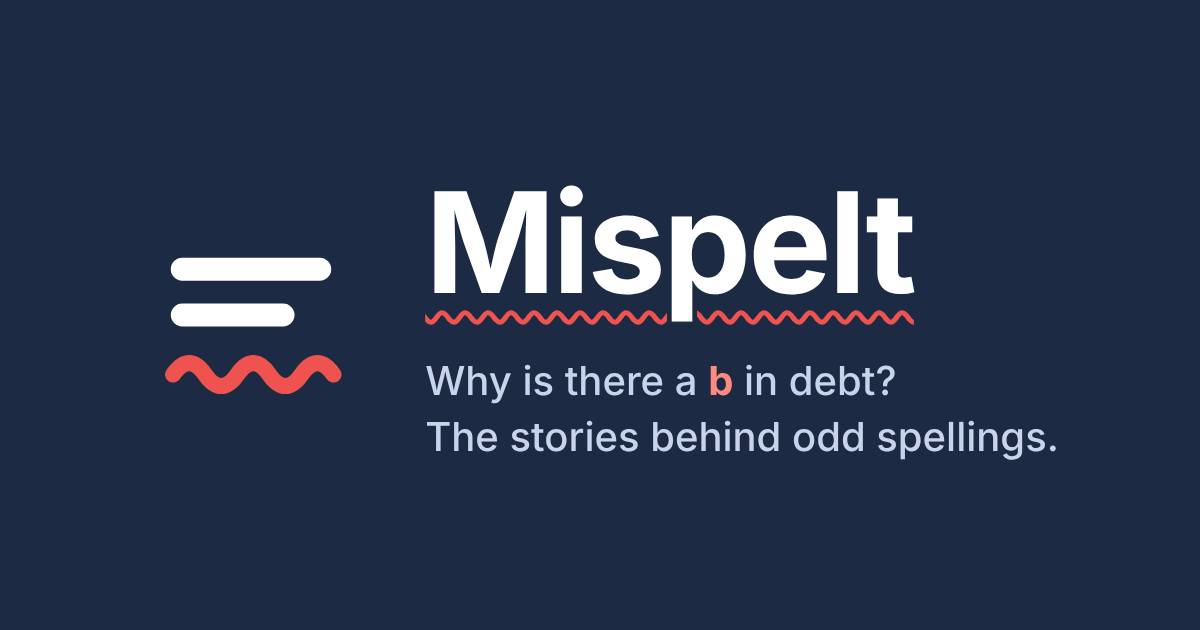 Mispelt
Why is there a b in debt?
The stories behind odd spellings.